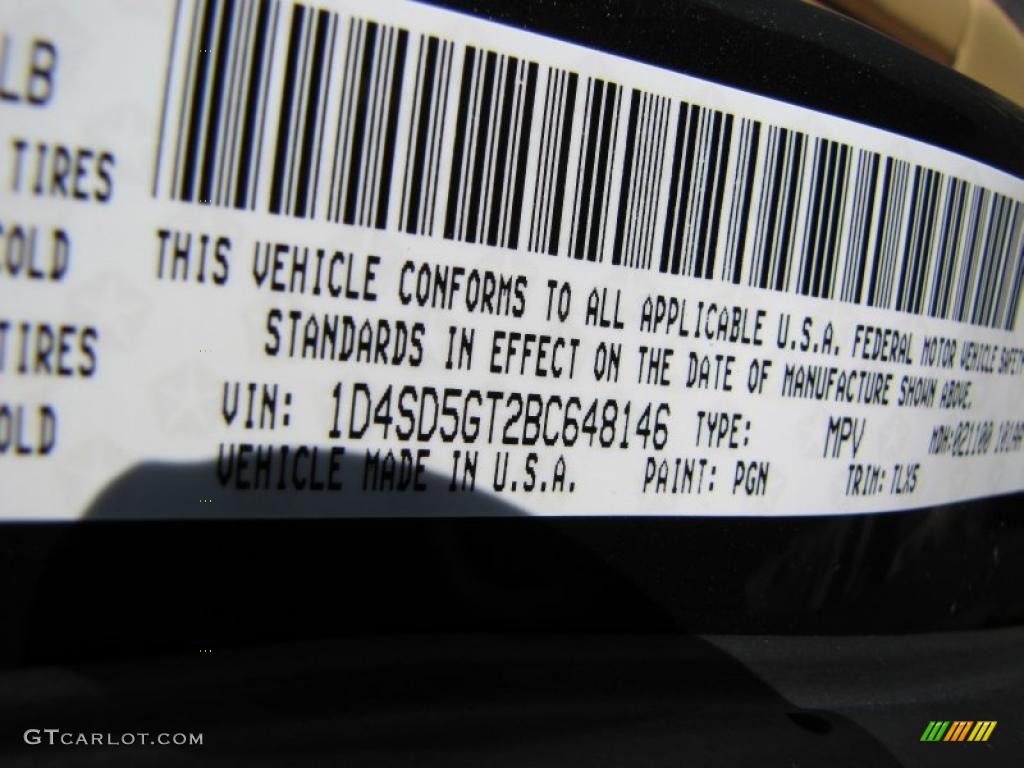 LB
TIRES
COLD
TIRES
COLD
THIS VEHICLE CONFORMS TO ALL APPLICABLE U.S.A. FEDERAL MOTOR VEHICLE SAFETY
STANDARDS IN EFFECT ON THE DATE OF MANUFACTURE SHOWN ABOVE.
VIN: 1D4SD5GT2BC648146 TYPE: MPV MDH:021100
VEHICLE MADE IN U.S.A. PAINT: PGN TRIM: TLX5
GTCARLOT.COM